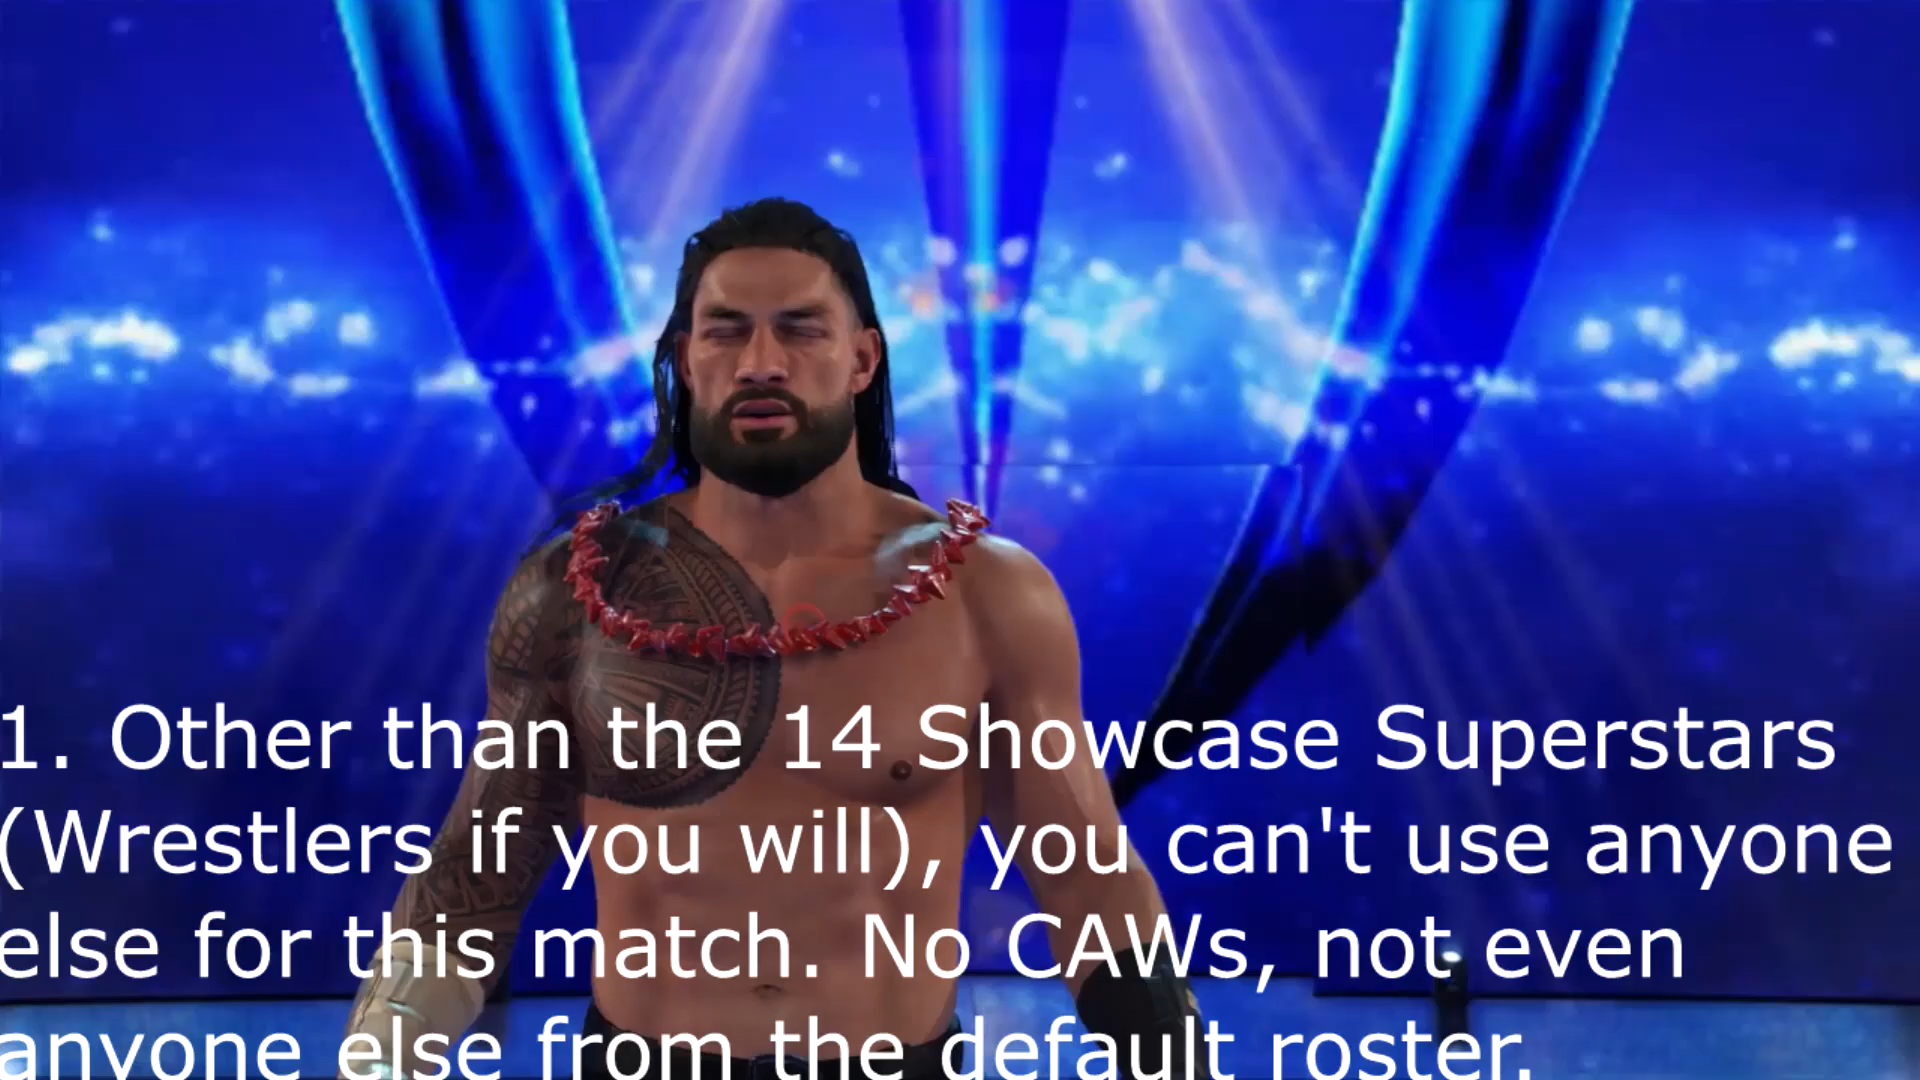 1. Other than the 14 Showcase Superstars
(Wrestlers if you will), you can't use anyone
else for this match. No CAWs, not even
anyone else from the default roster.